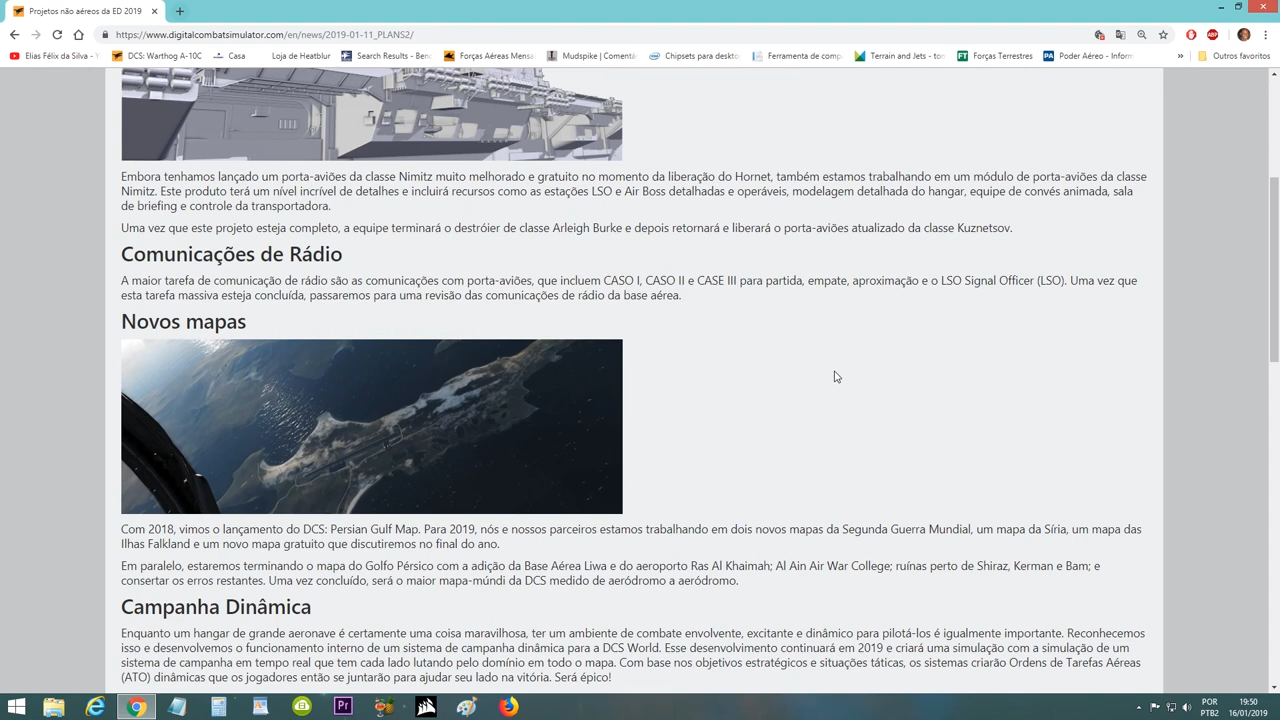 Projetos não aéreos da ED 2019
https://www.digitalcombatsimulator.com/en/news/2019-01-11_PLANS2/
Elias Félix da Silva - Y
DCS: Warthog A-10C
Casa
Loja de Heatblur
Search Results - Ben
Forças Aéreas Mensa
Mudspike | Comentá
Chipsets para deskto
Ferramenta de comp
Terrain and Jets - ton
Forças Terrestres
Poder Aéreo - Inform
»
Outros favoritos
Embora tenhamos lançado um porta-aviões da classe Nimitz muito melhorado e gratuito no momento da liberação do Hornet, também estamos trabalhando em um módulo de porta-aviões da classe
Nimitz. Este produto terá um nível incrível de detalhes e incluirá recursos como as estações LSO e Air Boss detalhadas e operáveis, modelagem detalhada do hangar, equipe de convés animada, sala
de briefing e controle da transportadora.
Uma vez que este projeto esteja completo, a equipe terminará o destróier de classe Arleigh Burke e depois retornará e liberará o porta-aviões atualizado da classe Kuznetsov.
Comunicações de Rádio
A maior tarefa de comunicação de rádio são as comunicações com porta-aviões, que incluem CASO I, CASO II e CASE III para partida, empate, aproximação e o LSO Signal Officer (LSO). Uma vez que
esta tarefa massiva esteja concluída, passaremos para uma revisão das comunicações de rádio da base aérea.
Novos mapas
Com 2018, vimos o lançamento do DCS: Persian Gulf Map. Para 2019, nós e nossos parceiros estamos trabalhando em dois novos mapas da Segunda Guerra Mundial, um mapa da Síria, um mapa das
Ilhas Falkland e um novo mapa gratuito que discutiremos no final do ano.
Em paralelo, estaremos terminando o mapa do Golfo Pérsico com a adição da Base Aérea Liwa e do aeroporto Ras Al Khaimah; Al Ain Air War College; ruínas perto de Shiraz, Kerman e Bam; e
consertar os erros restantes. Uma vez concluído, será o maior mapa-múndi da DCS medido de aeródromo a aeródromo.
Campanha Dinâmica
Enquanto um hangar de grande aeronave é certamente uma coisa maravilhosa, ter um ambiente de combate envolvente, excitante e dinâmico para pilotá-los é igualmente importante. Reconhecemos
isso e desenvolvemos o funcionamento interno de um sistema de campanha dinâmica para a DCS World. Esse desenvolvimento continuará em 2019 e criará uma simulação com a simulação de um
sistema de campanha em tempo real que tem cada lado lutando pelo domínio em todo o mapa. Com base nos objetivos estratégicos e situações táticas, os sistemas criarão Ordens de Tarefas Aéreas
(ATO) dinâmicas que os jogadores então se juntarão para ajudar seu lado na vitória. Será épico!
POR
PTB2
19:50
16/01/2019